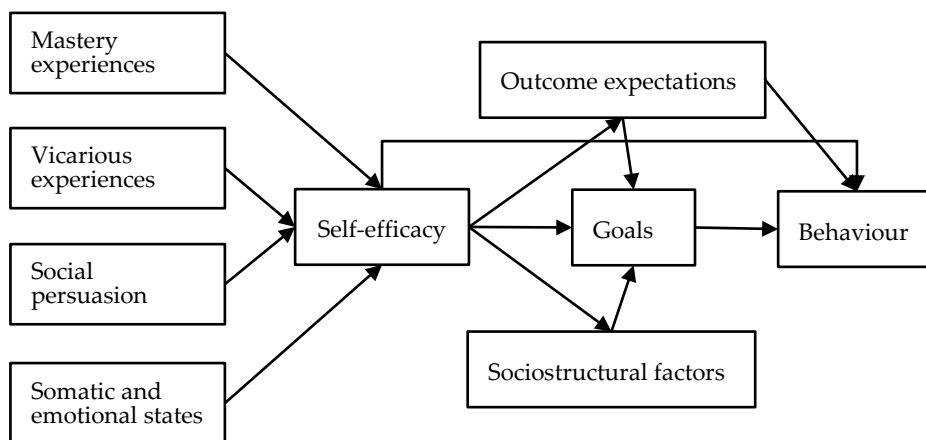 Mastery
experiences
Vicarious
experiences
Social
persuasion
Somatic and
emotional states
Self-efficacy
Outcome expectations
Goals
Sociostructural factors
Behaviour